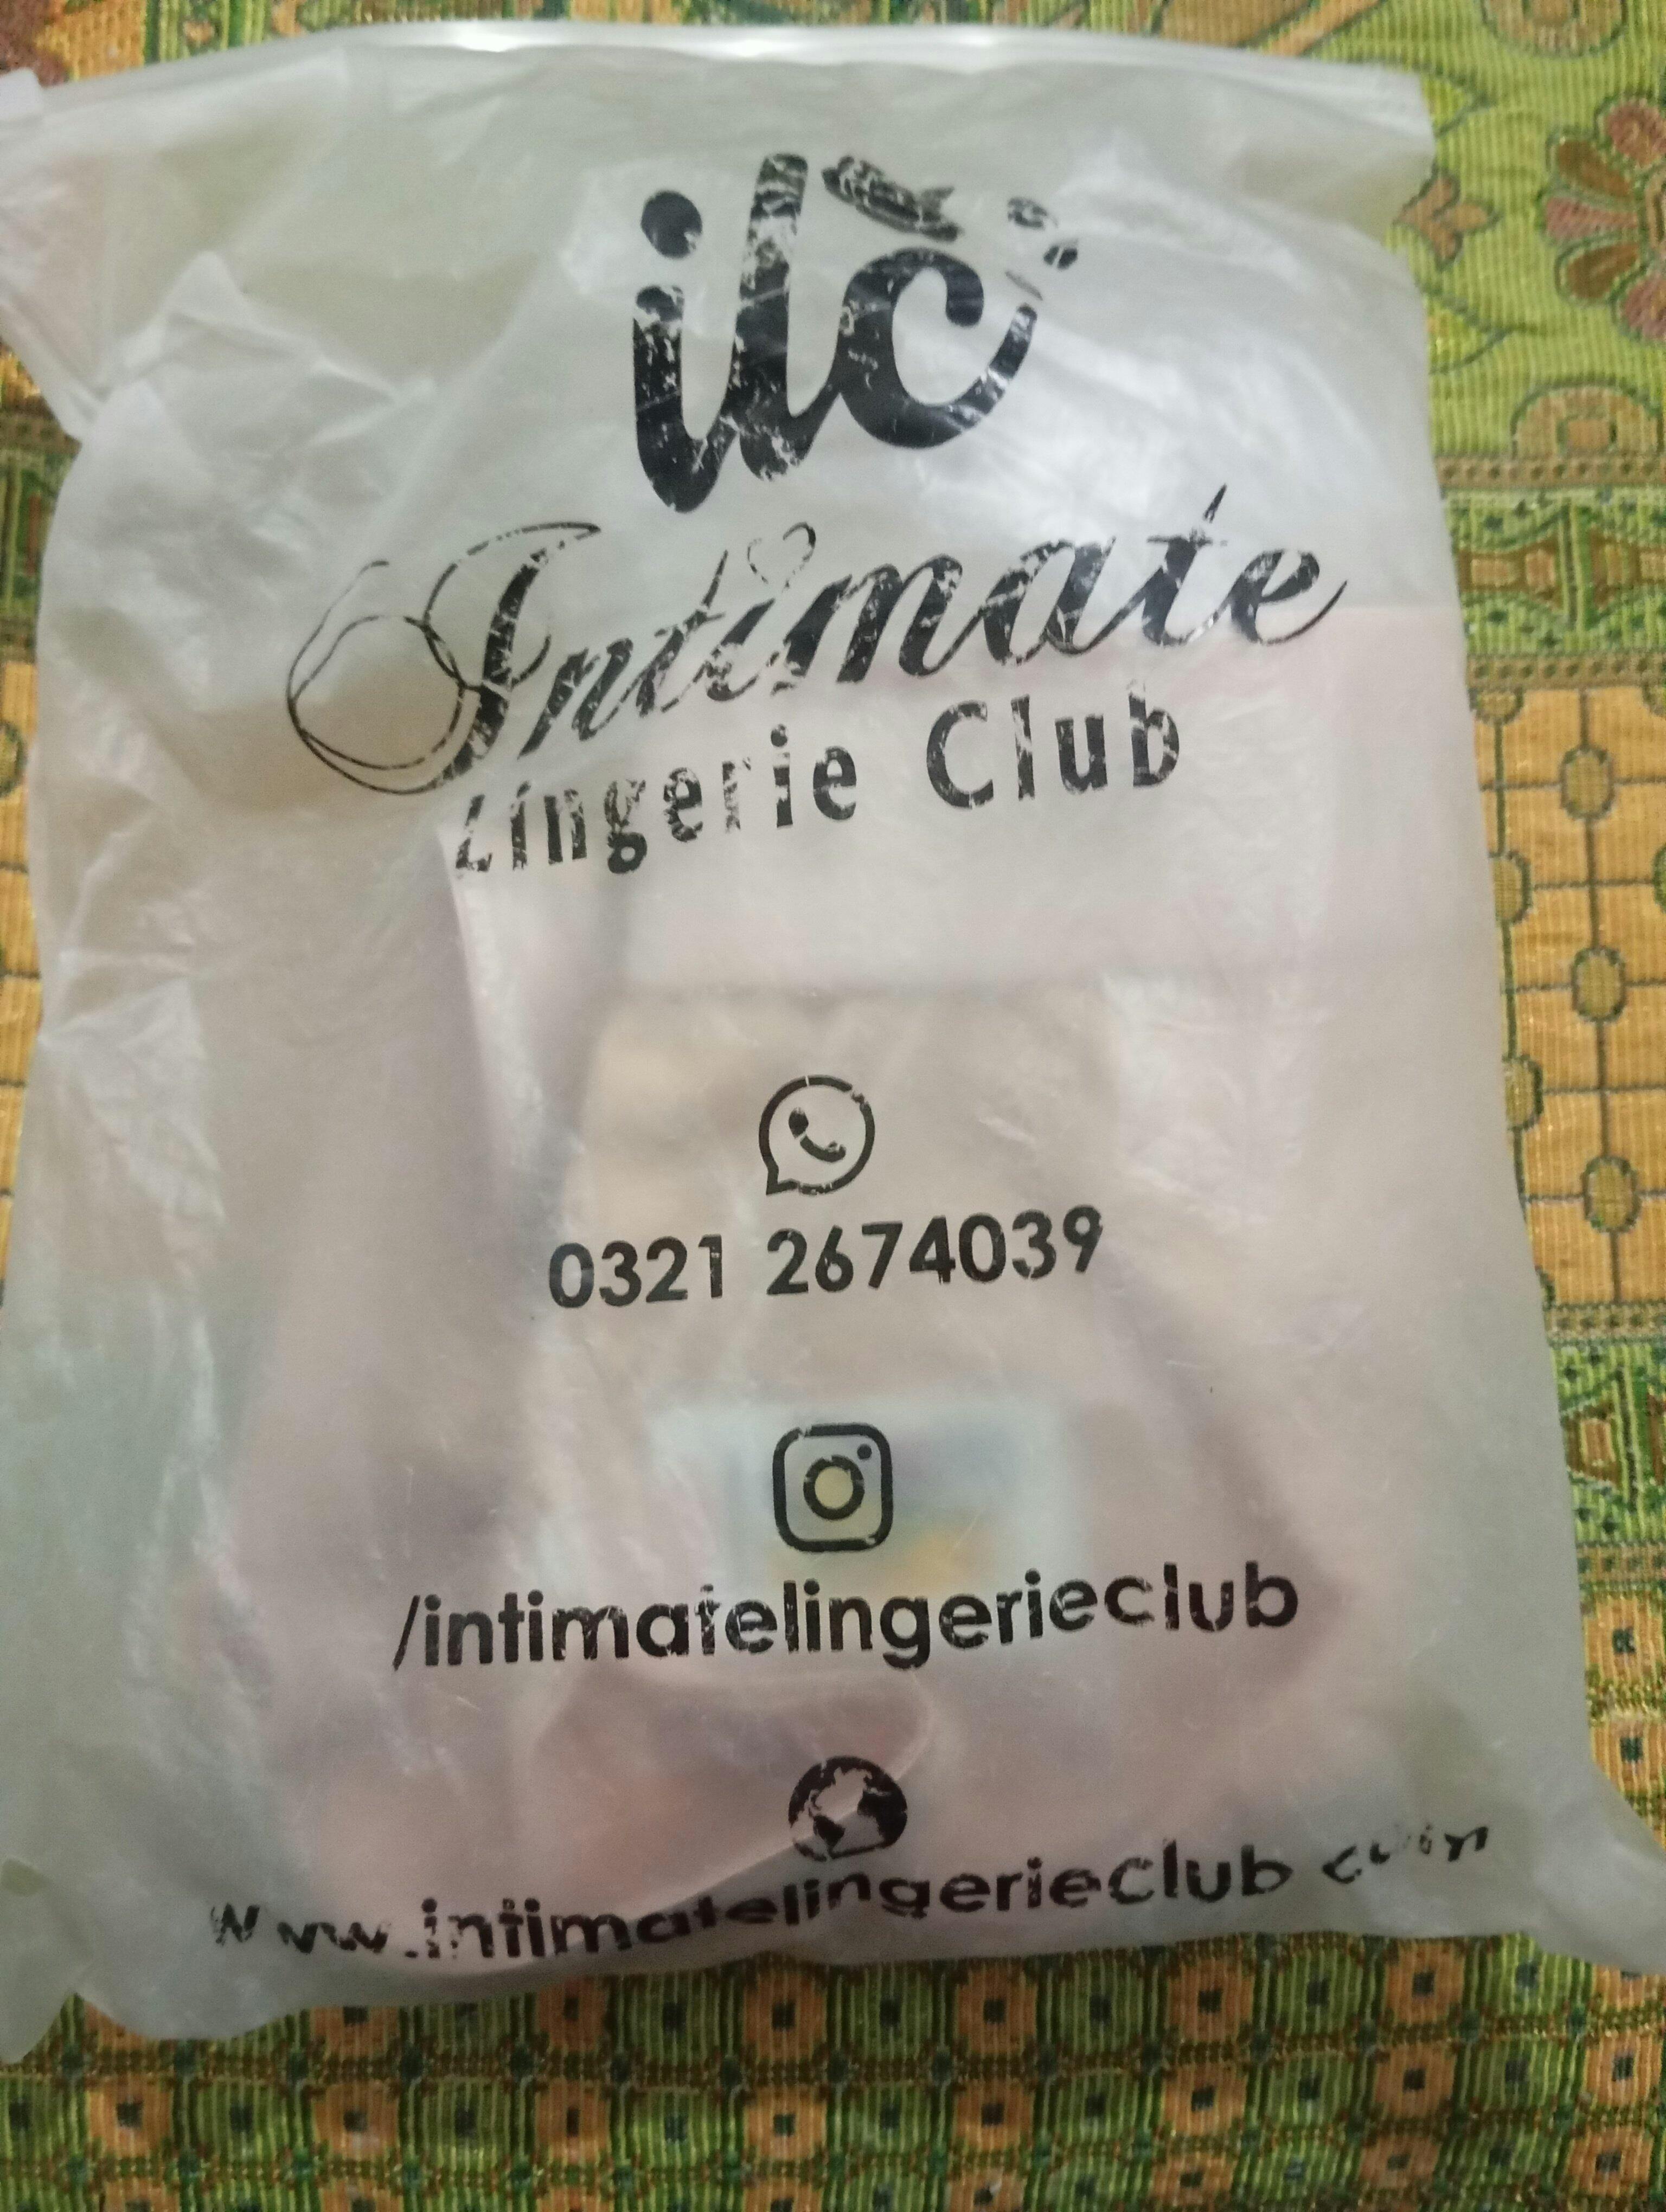 ilc
Intimate
Lingerie Club
0321 2674039
/intimatelingerieclub
www.intimatelingerieclub.com